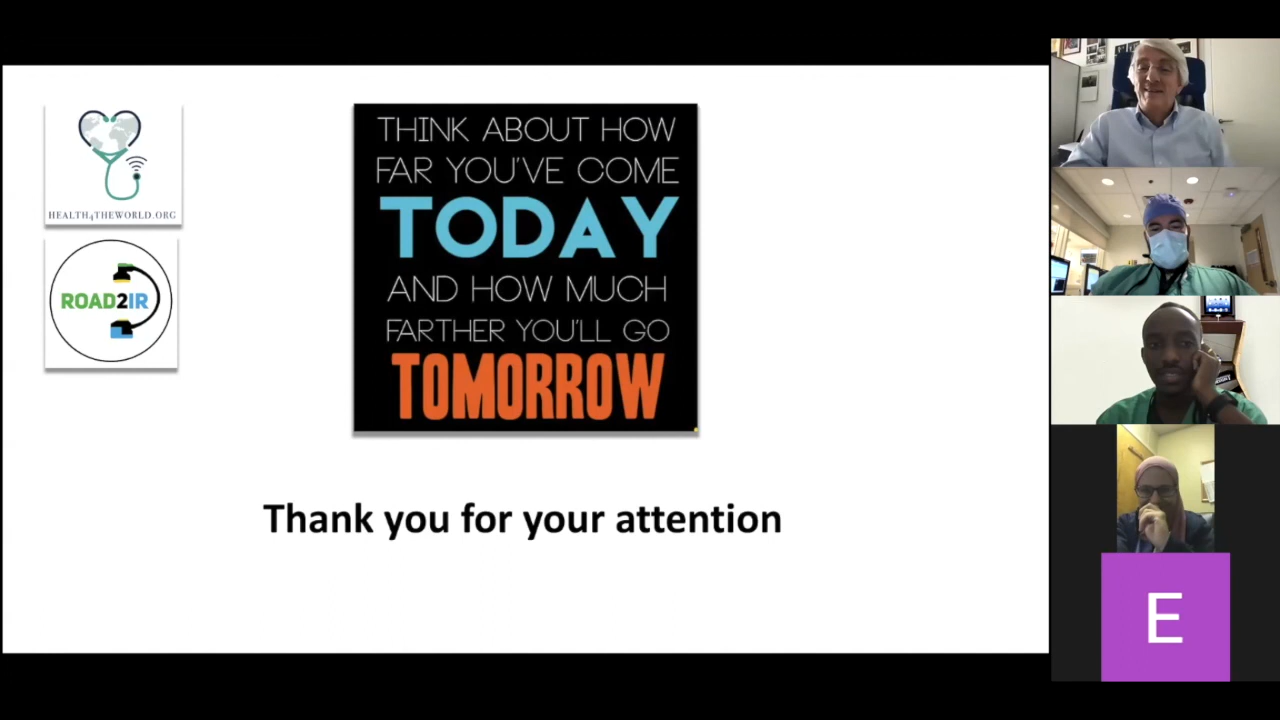 HEALTH4THEWORLD.ORG
ROAD2IR
THINK ABOUT HOW
FAR YOU'VE COME
TODAY
AND HOW MUCH
FARTHER YOU'LL GO
TOMORROW
Thank you for your attention
E